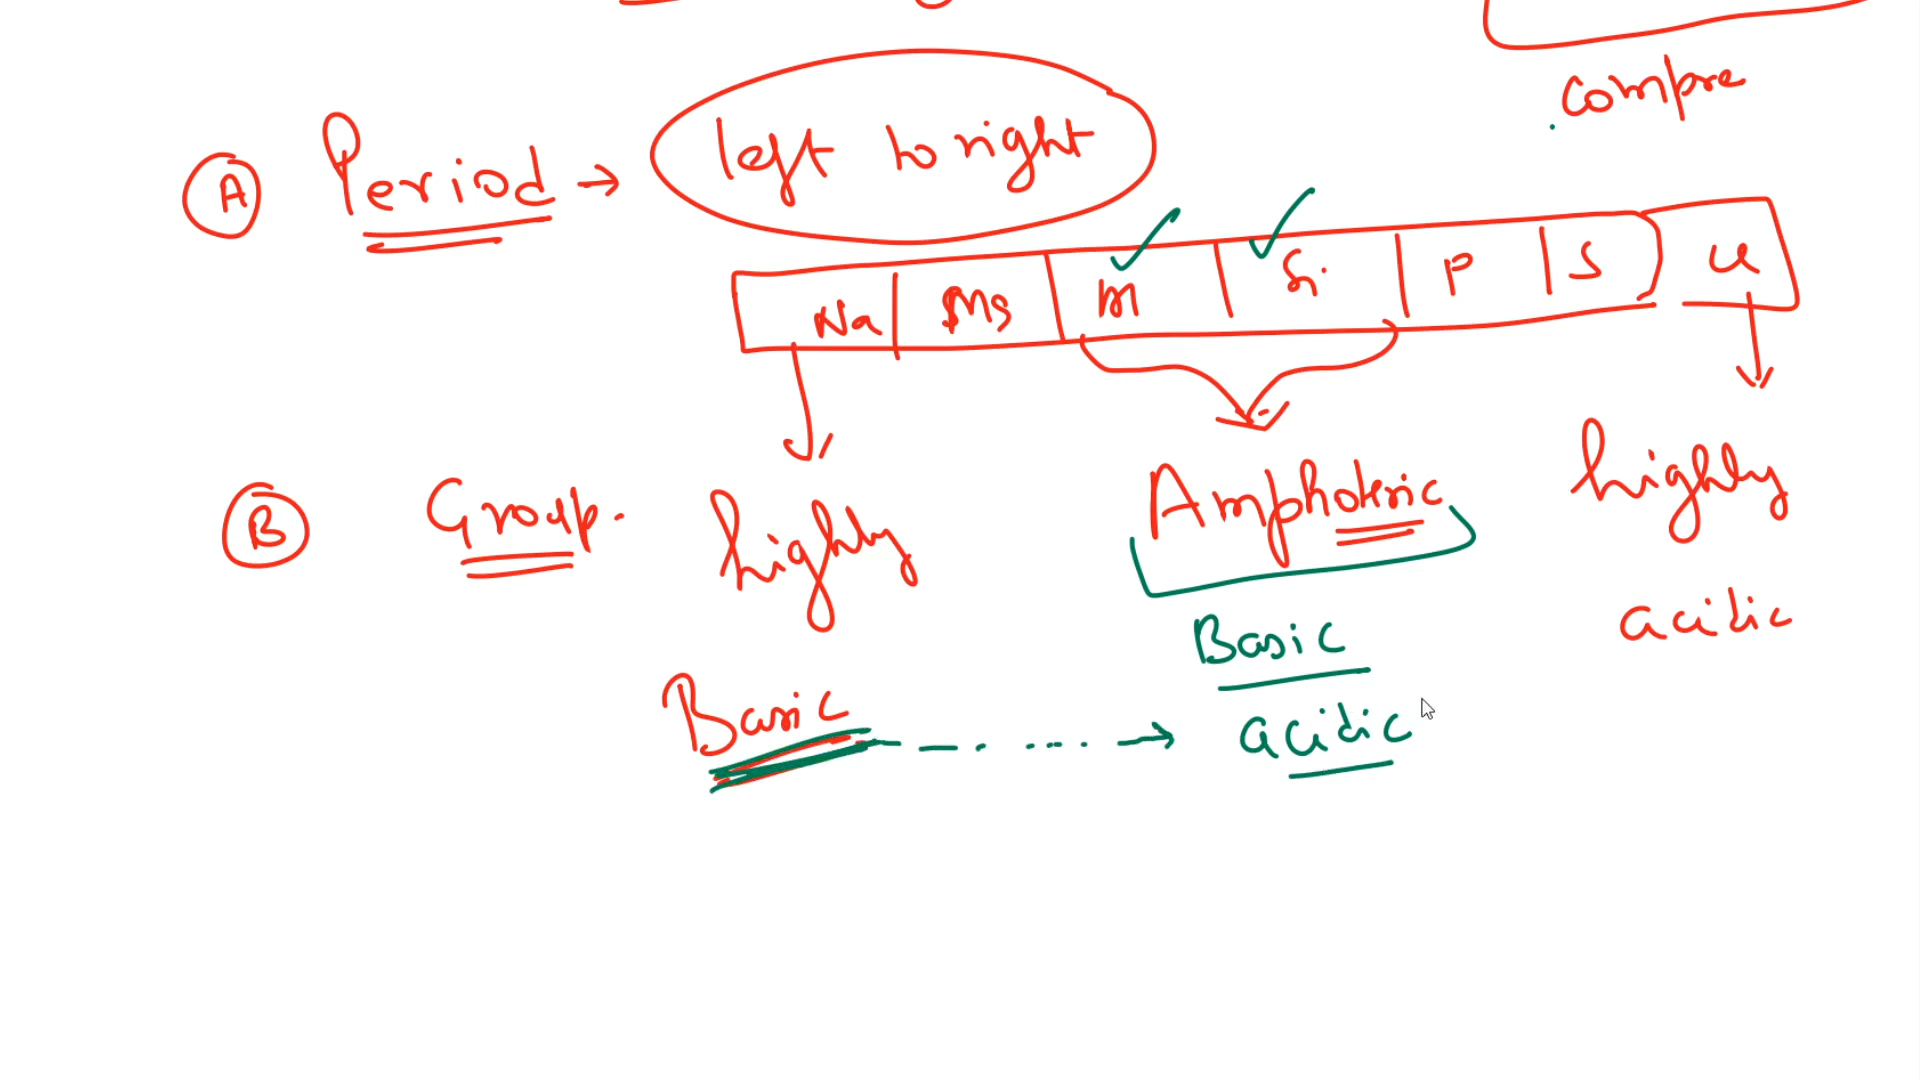 compre
A Period → left to right
Na Mg Al Si P S Cl
B Group. highly Amphoteric highly
Basic acidic
Basic → acidic